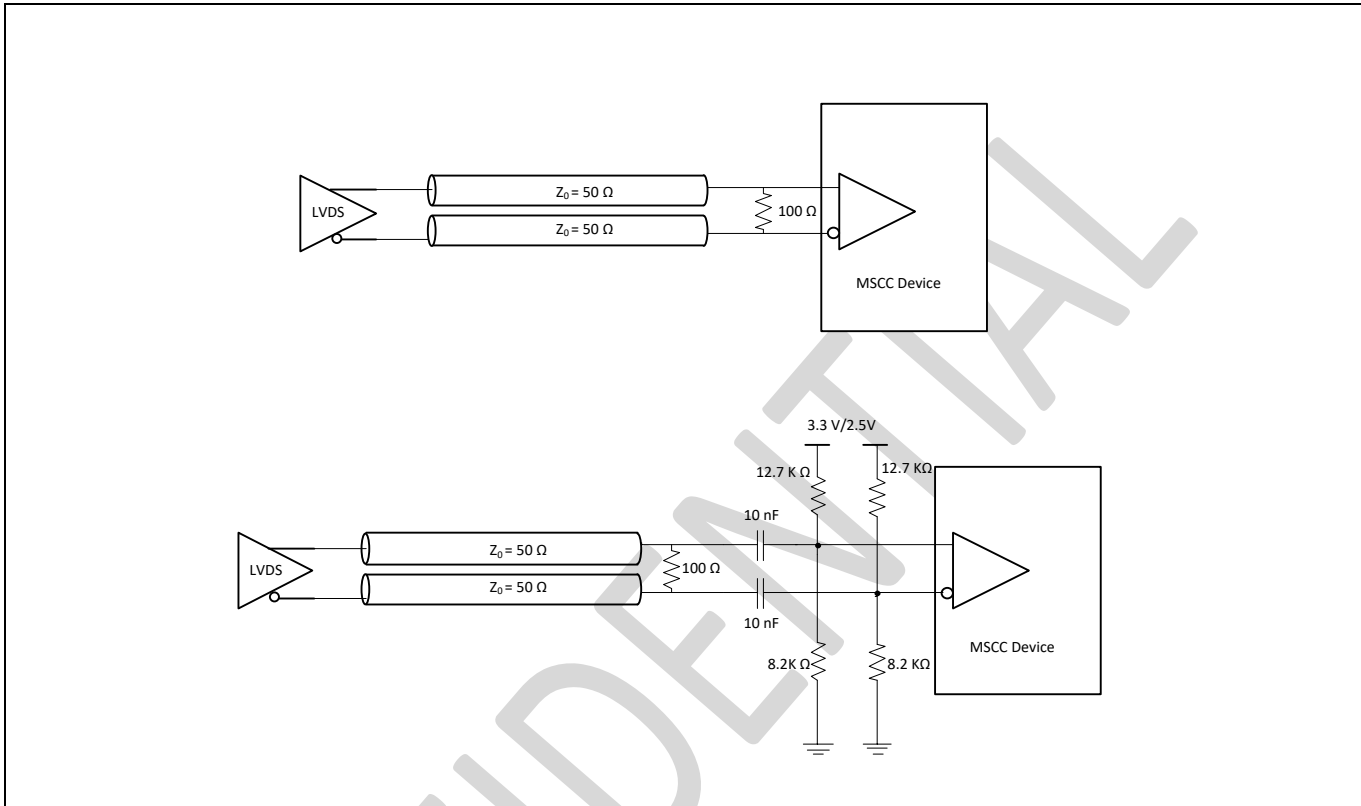 LVDS
Z₀ = 50 Ω
Z₀ = 50 Ω
100 Ω
MSCC Device
3.3 V/2.5V
12.7 K Ω
12.7 KΩ
10 nF
LVDS
Z₀ = 50 Ω
Z₀ = 50 Ω
100 Ω
10 nF
8.2K Ω
8.2 KΩ
MSCC Device
IDENTIAL